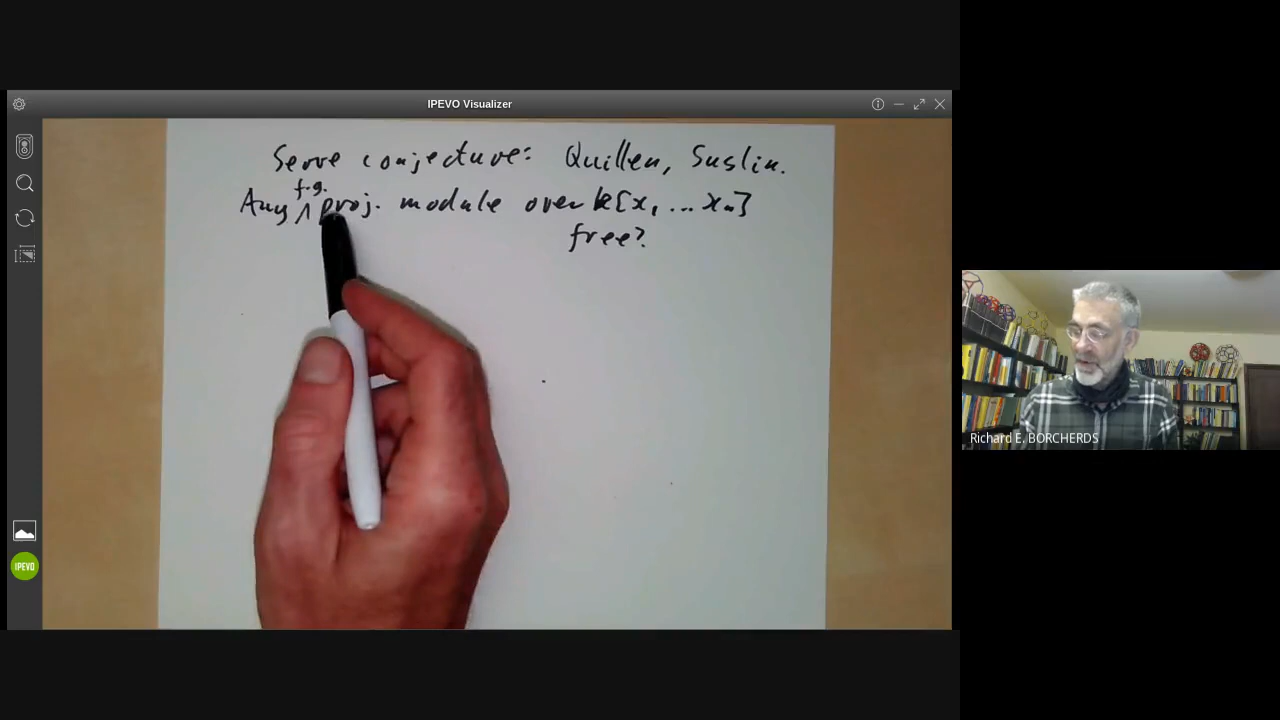 IPEVO Visualizer
Serre conjecture: Quillen, Suslin.
f.g.
Any ∧ proj. module over k[x, ... xₙ]
free?
Richard E. BORCHERDS
IPEVO